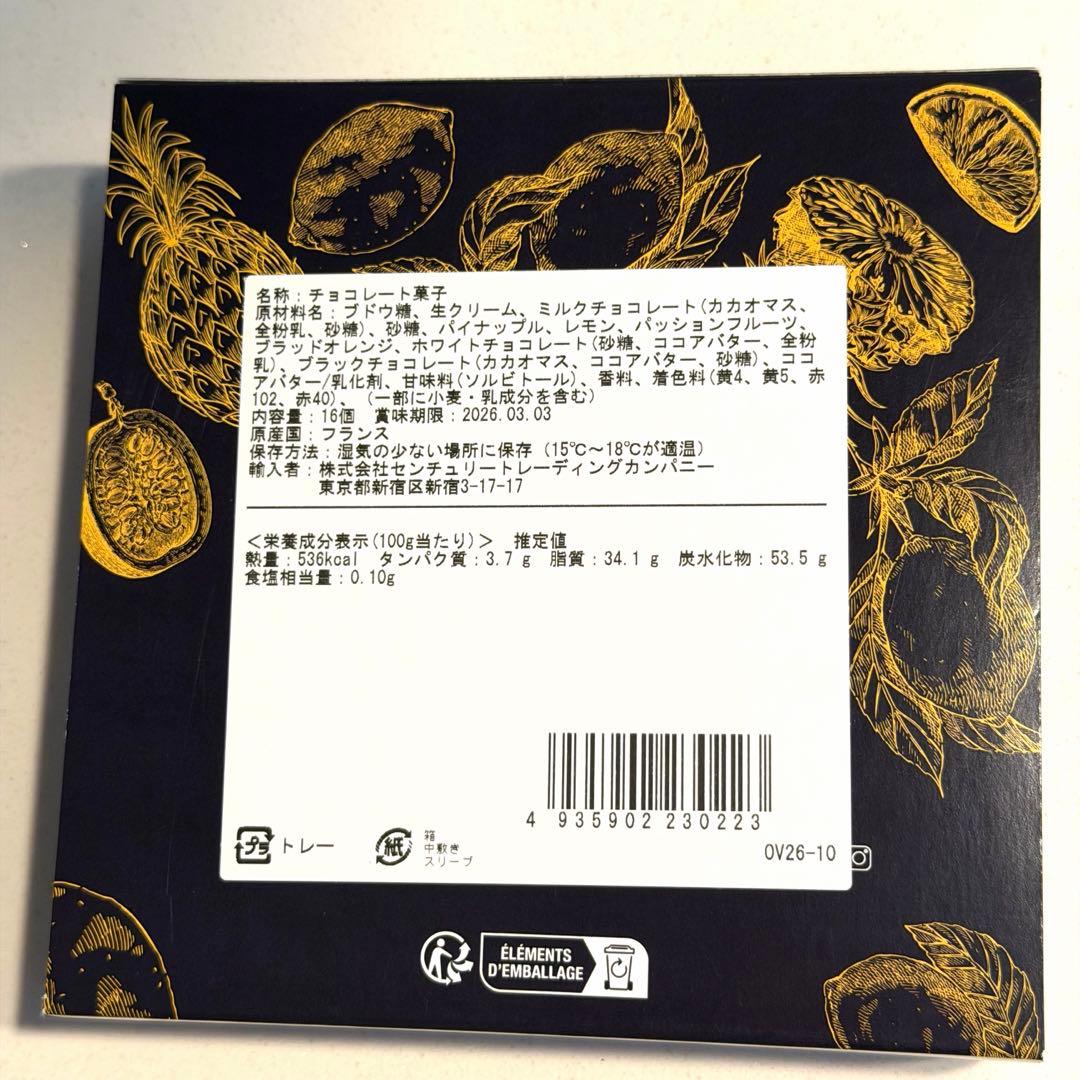 名称：チョコレート菓子
原材料名：ブドウ糖、生クリーム、ミルクチョコレート(カカオマス、
全粉乳、砂糖)、砂糖、パイナップル、レモン、パッションフルーツ、
ブラッドオレンジ、ホワイトチョコレート(砂糖、ココアバター、全粉
乳)、ブラックチョコレート(カカオマス、ココアバター、砂糖)、ココ
アバター/乳化剤、甘味料(ソルビトール)、香料、着色料(黄4、黄5、赤
102、赤40)、（一部に小麦・乳成分を含む）
内容量：16個　賞味期限：2026.03.03
原産国：フランス
保存方法：湿気の少ない場所に保存（15℃～18℃が適温）
輸入者：株式会社センチュリートレーディングカンパニー
東京都新宿区新宿3-17-17
＜栄養成分表示(100g当たり)＞　推定値
熱量：536kcal　タンパク質：3.7 g　脂質：34.1 g　炭水化物：53.5 g
食塩相当量：0.10g
4 935902 230223
プラ トレー
紙 箱
中敷き
スリーブ
OV26-10
ÉLÉMENTS
D'EMBALLAGE